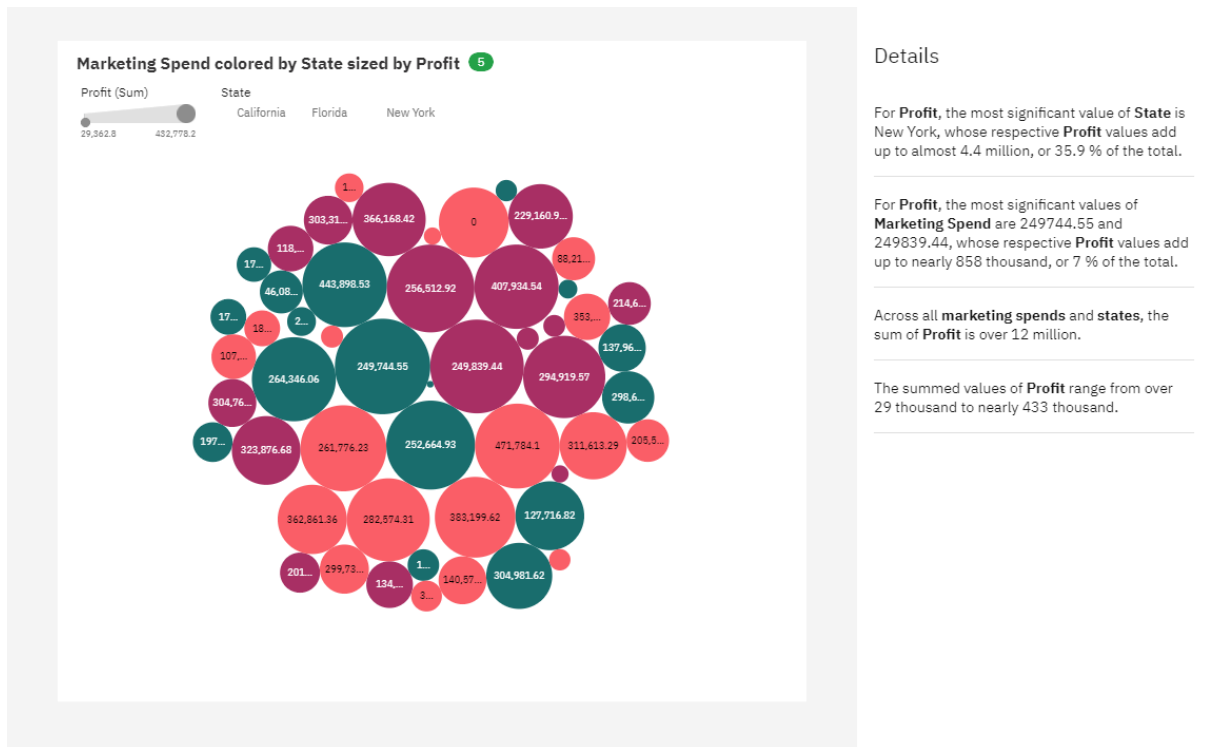 Marketing Spend colored by State sized by Profit 5
Profit (Sum)
29,362.8 432,778.2
State
California Florida New York
1...
303,31... 366,168.42 0 229,160.9...
118,... 88,21...
17... 46,08... 443,898.53 256,512.92 407,934.54
214,6...
17... 18... 2... 353,...
107,... 137,96...
264,346.06 249,744.55 249,839.44 294,919.57
304,76... 298,6...
197... 323,876.68 261,776.23 252,664.93 471,784.1 311,613.29 205,5...
362,861.36 282,574.31 383,199.62 127,716.82
201... 299,73... 134,... 1... 140,57... 304,981.62
3...
Details
For Profit, the most significant value of State is
New York, whose respective Profit values add
up to almost 4.4 million, or 35.9 % of the total.
For Profit, the most significant values of
Marketing Spend are 249744.55 and
249839.44, whose respective Profit values add
up to nearly 858 thousand, or 7 % of the total.
Across all marketing spends and states, the
sum of Profit is over 12 million.
The summed values of Profit range from over
29 thousand to nearly 433 thousand.